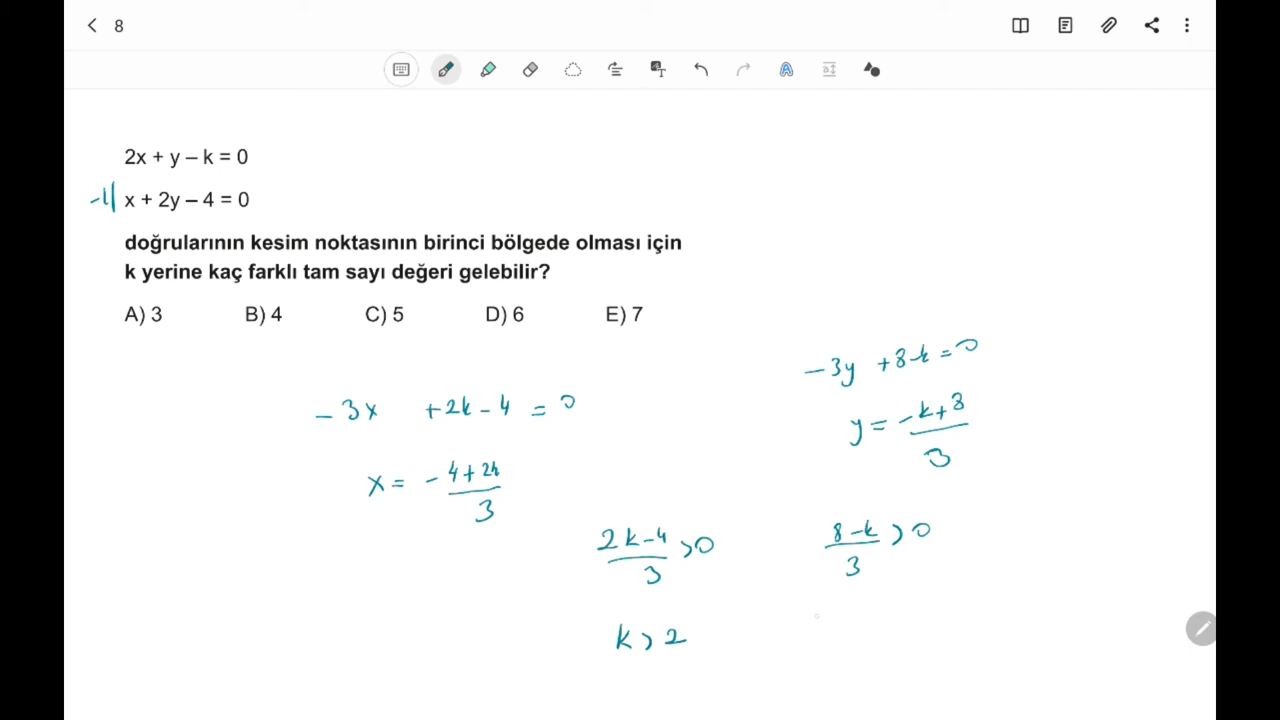 8
2x + y – k = 0
-1| x + 2y – 4 = 0
doğrularının kesim noktasının birinci bölgede olması için
k yerine kaç farklı tam sayı değeri gelebilir?
A) 3 B) 4 C) 5 D) 6 E) 7
-3y +8-k = 0
-3x +2k-4 = 0
y = -k+8 / 3
x = -4+2k / 3
2k-4 / 3 > 0
8-k / 3 > 0
k > 2